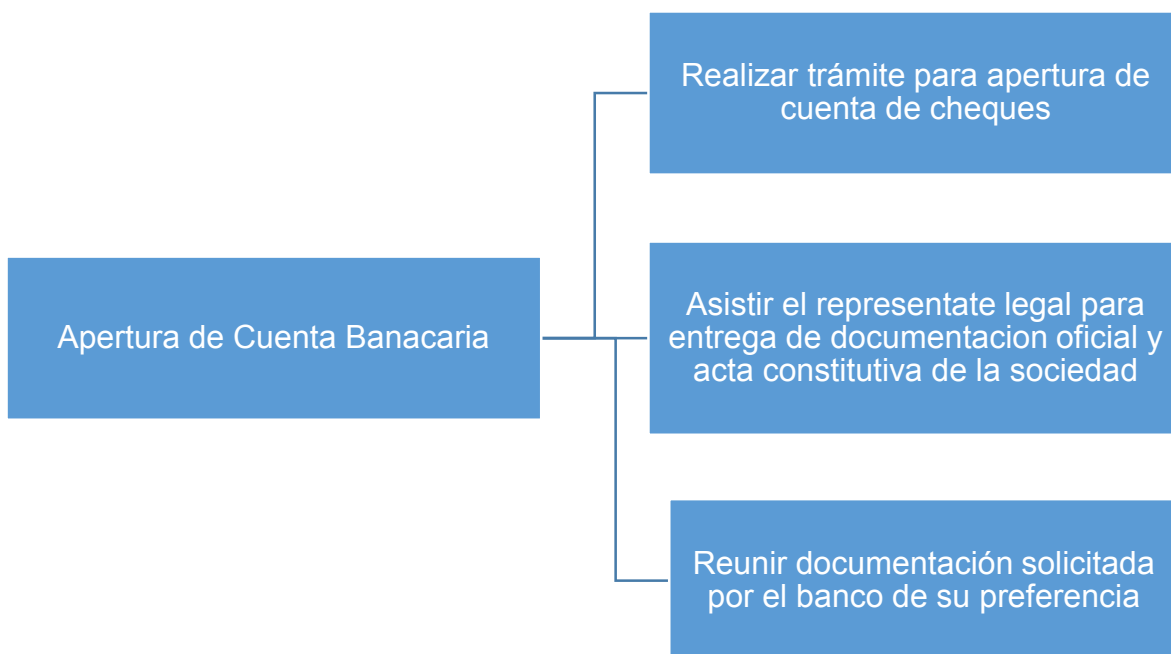 Realizar trámite para apertura de
cuenta de cheques
Apertura de Cuenta Banacaria
Asistir el represetate legal para
entrega de documentacion oficial y
acta constitutiva de la sociedad
Reunir documentación solicitada
por el banco de su preferencia